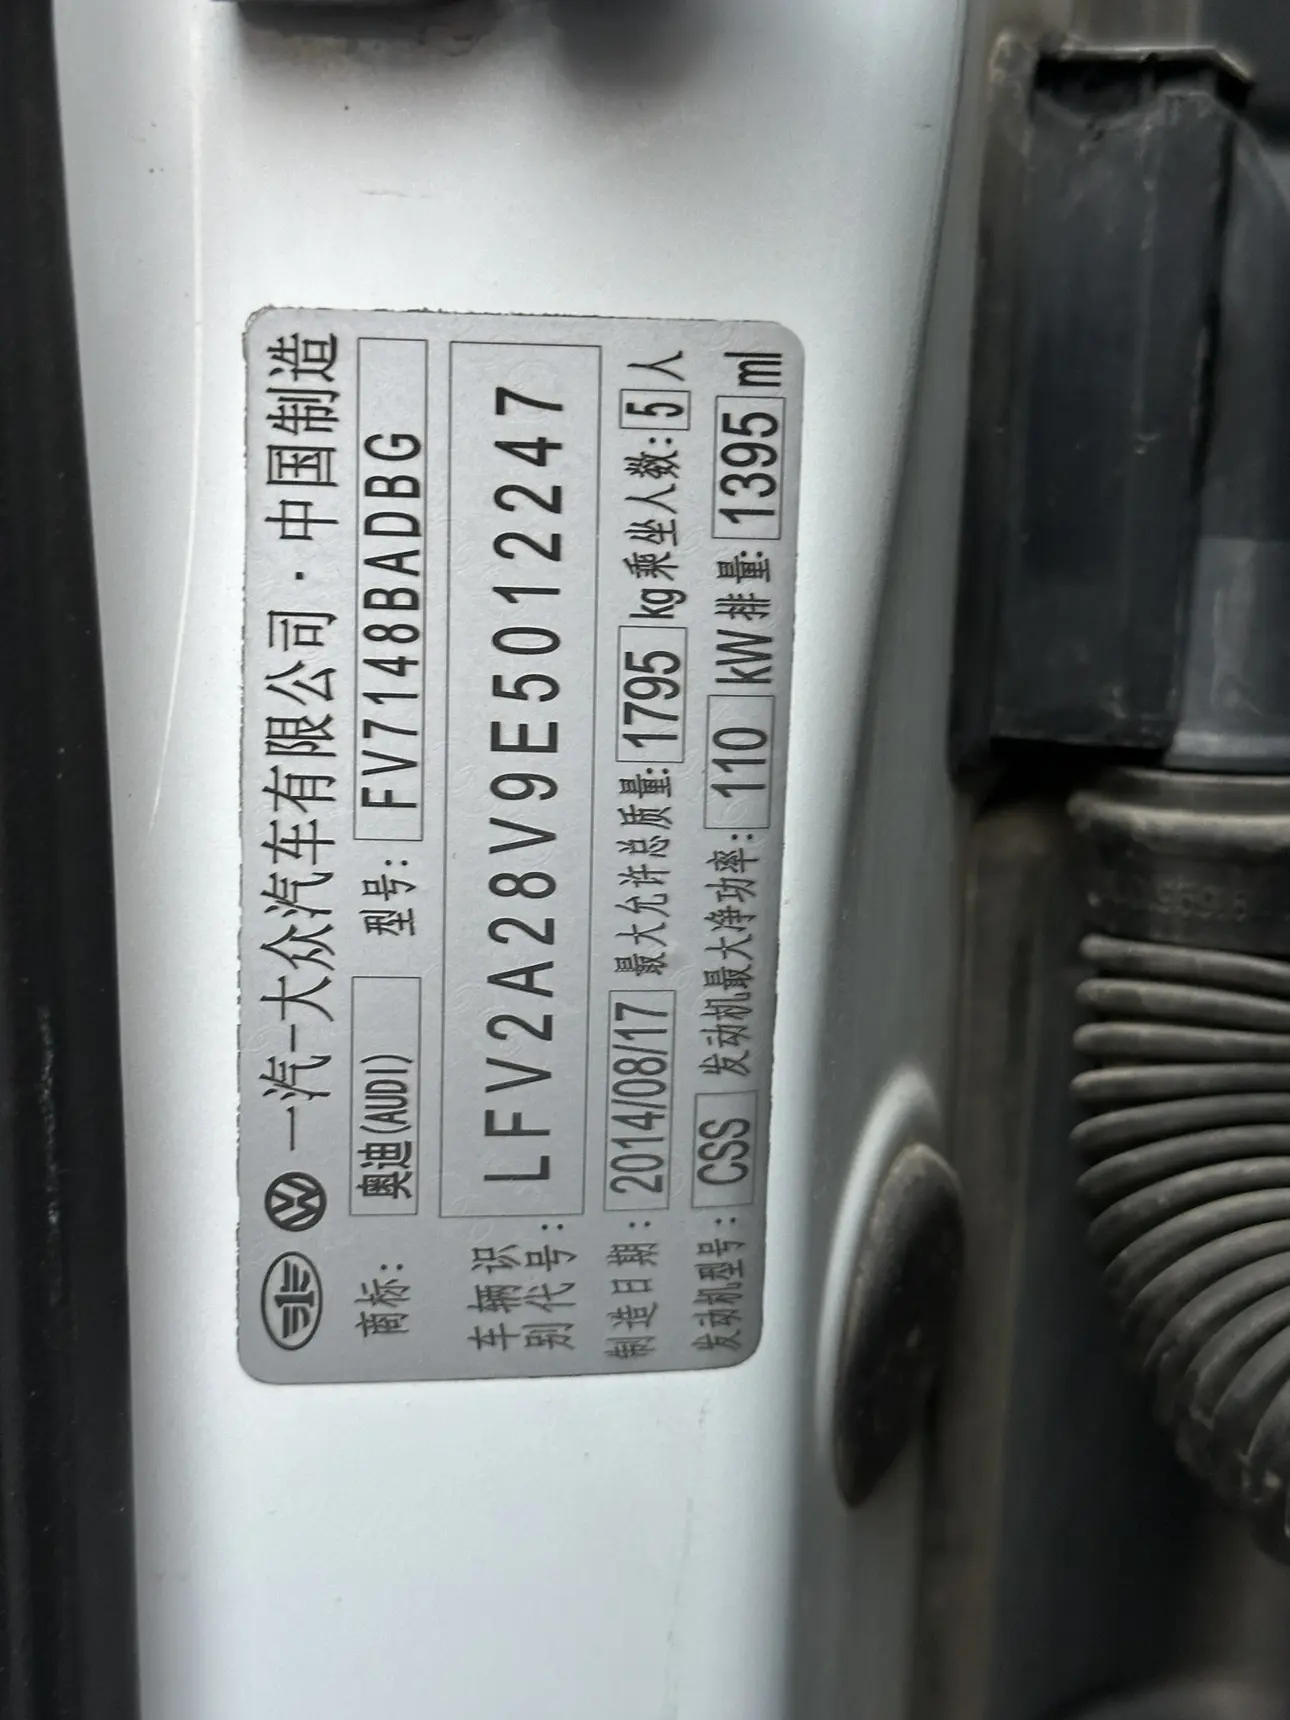 一汽-大众汽车有限公司·中国制造
商标: 奥迪(AUDI) 型号: FV7148BADBG
车辆识别代号: LFV2A28V9E5012247
制造日期: 2014/08/17 最大允许总质量: 1795 kg 乘坐人数: 5 人
发动机型号: CSS 发动机最大净功率: 110 kW 排量: 1395 ml